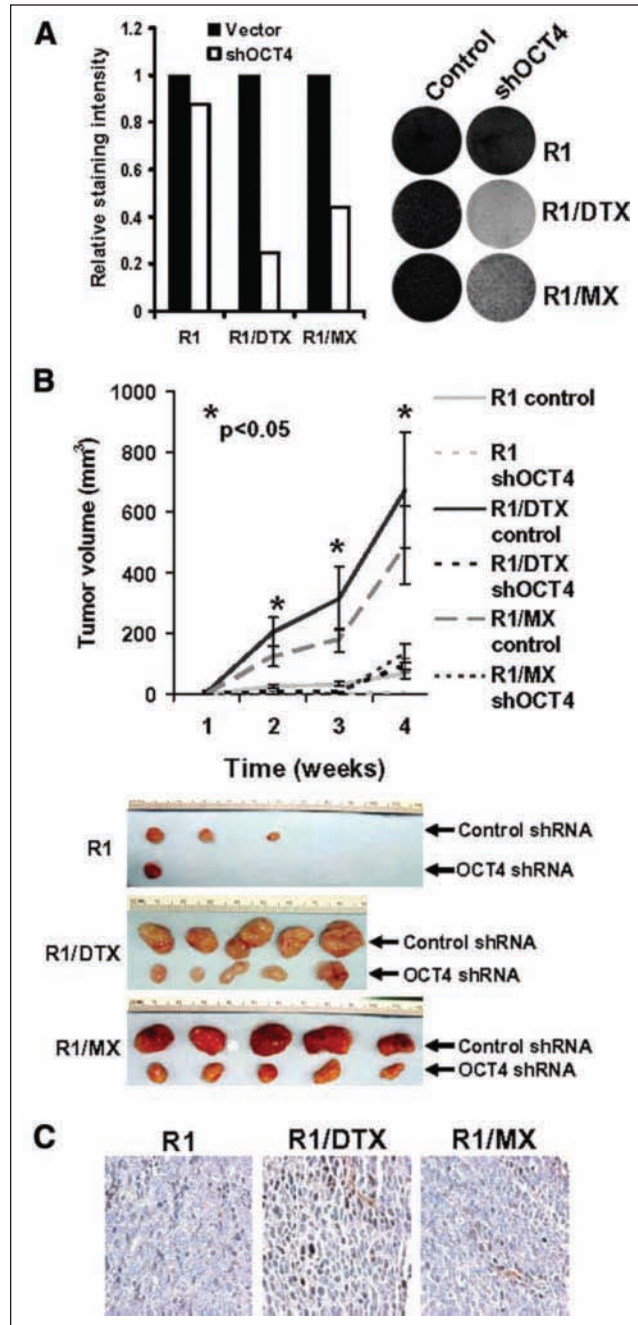 A
Vector
shOCT4
Relative staining intensity
1.2
1
0.8
0.6
0.4
0.2
0
R1
R1/DTX
R1/MX
Control
shOCT4
R1
R1/DTX
R1/MX
B
Tumor volume (mm³)
1000
800
600
400
200
0
* p<0.05
*
*
*
1
2
3
4
Time (weeks)
R1 control
R1
shOCT4
R1/DTX
control
R1/DTX
shOCT4
R1/MX
control
R1/MX
shOCT4
R1
Control shRNA
OCT4 shRNA
R1/DTX
Control shRNA
OCT4 shRNA
R1/MX
Control shRNA
OCT4 shRNA
C
R1
R1/DTX
R1/MX